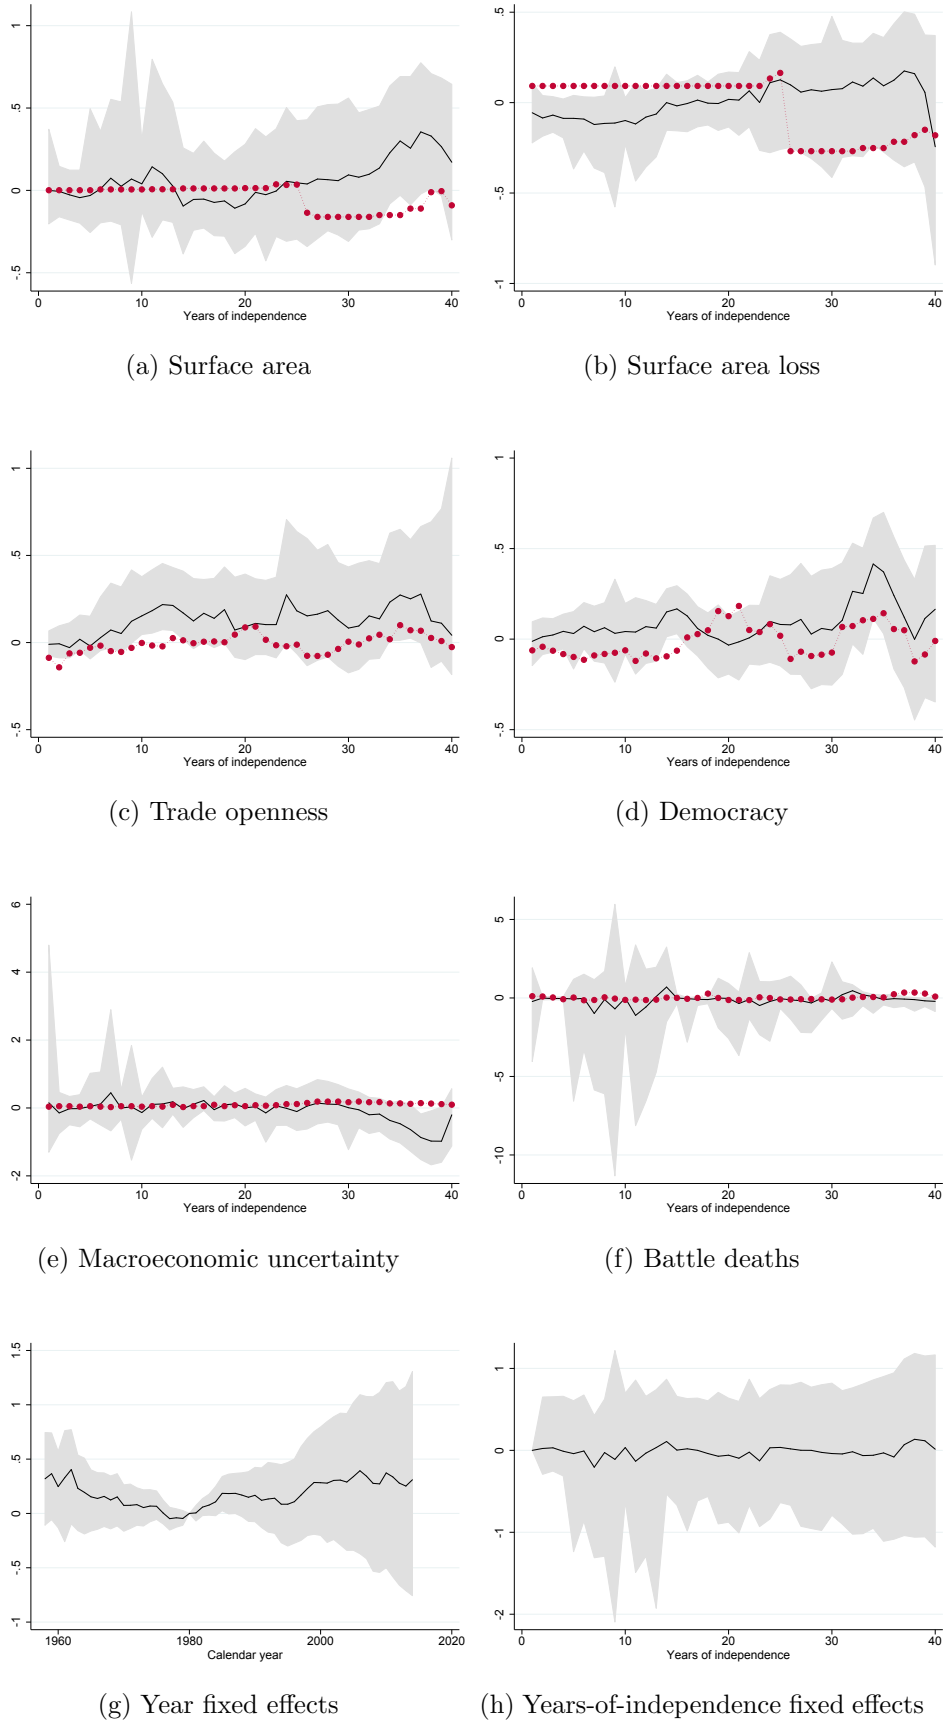 1
.5
0
-.5
0 10 20 30 40
Years of independence
(a) Surface area
.5
0
-.5
-1
0 10 20 30 40
Years of independence
(b) Surface area loss
1
.5
0
-.5
0 10 20 30 40
Years of independence
(c) Trade openness
1
.5
0
-.5
0 10 20 30 40
Years of independence
(d) Democracy
6
4
2
0
-2
0 10 20 30 40
Years of independence
(e) Macroeconomic uncertainty
5
0
-5
-10
0 10 20 30 40
Years of independence
(f) Battle deaths
1.5
1
.5
0
-.5
-1
1960 1980 2000 2020
Calendar year
(g) Year fixed effects
1
0
-1
-2
0 10 20 30 40
Years of independence
(h) Years-of-independence fixed effects